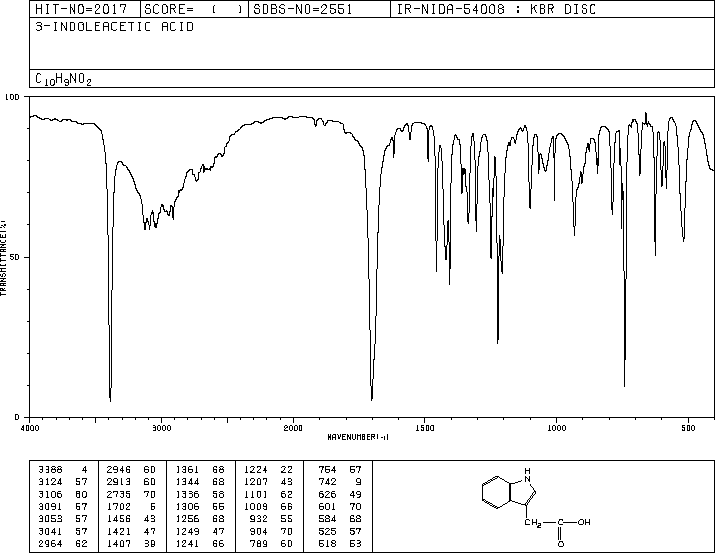 HIT-NO=2017 SCORE= ( ) SDBS-NO=2551 IR-NIDA-54008 : KBR DISC
3-INDOLEACETIC ACID
C10H9NO2
100
50
0
TRANSMITTANCE(%)
4000 3000 2000 1500 1000 500
WAVENUMBER(-1)
3388 4 2946 60 1361 68 1224 22 754 57
3124 57 2913 60 1344 68 1207 43 742 9
3106 60 2735 70 1336 58 1101 62 626 49
3091 57 1702 5 1306 55 1009 66 601 70
3053 57 1456 43 1256 68 932 55 584 68
3041 57 1421 47 1249 47 904 70 525 57
2964 62 1407 39 1241 66 789 60 518 53
H
N
CH2 C OH
O